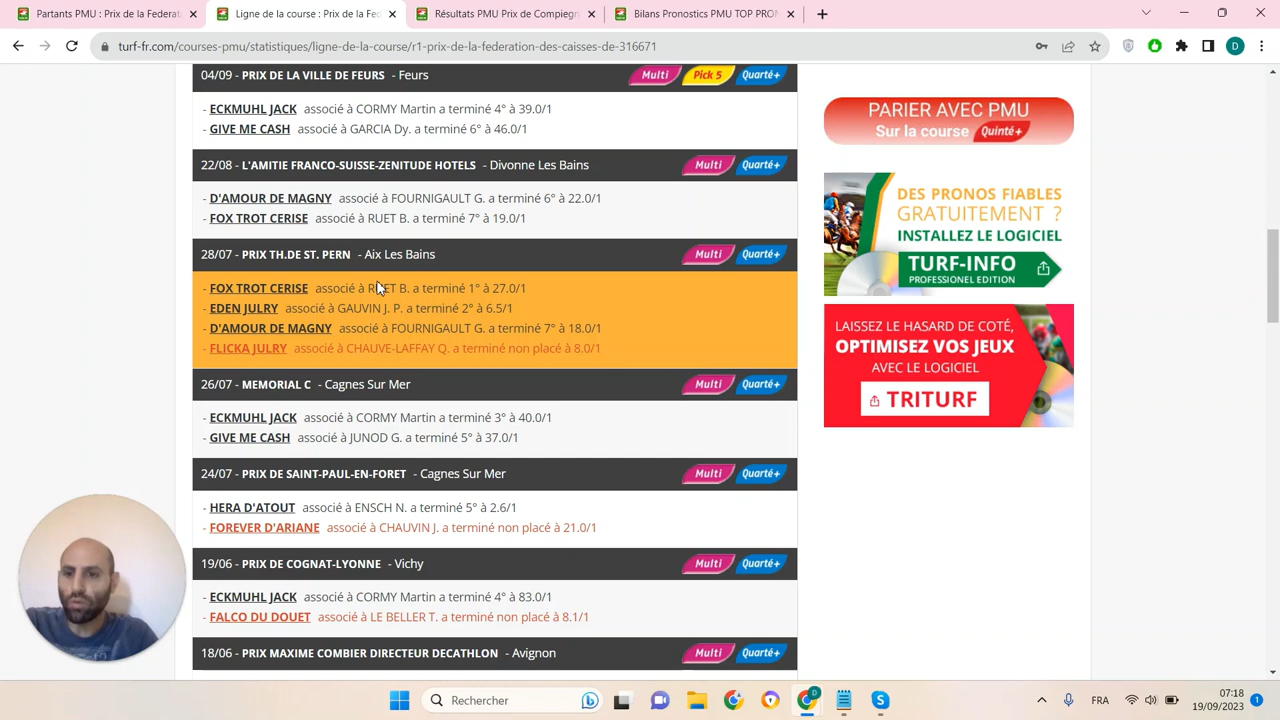 Partants PMU : Prix de la Federat
Ligne de la course : Prix de la Fed
Résultats PMU Prix de Compiegn
Bilans Pronostics PMU TOP PRON
turf-fr.com/courses-pmu/statistiques/ligne-de-la-course/r1-prix-de-la-federation-des-caisses-de-316671
D
04/09 - PRIX DE LA VILLE DE FEURS - Feurs Multi Pick 5 Quarté+
- ECKMUHL JACK associé à CORMY Martin a terminé 4° à 39.0/1
- GIVE ME CASH associé à GARCIA Dy. a terminé 6° à 46.0/1
22/08 - L'AMITIE FRANCO-SUISSE-ZENITUDE HOTELS - Divonne Les Bains Multi Quarté+
- D'AMOUR DE MAGNY associé à FOURNIGAULT G. a terminé 6° à 22.0/1
- FOX TROT CERISE associé à RUET B. a terminé 7° à 19.0/1
28/07 - PRIX TH.DE ST. PERN - Aix Les Bains Multi Quarté+
- FOX TROT CERISE associé à RUET B. a terminé 1° à 27.0/1
- EDEN JULRY associé à GAUVIN J. P. a terminé 2° à 6.5/1
- D'AMOUR DE MAGNY associé à FOURNIGAULT G. a terminé 7° à 18.0/1
- FLICKA JULRY associé à CHAUVE-LAFFAY Q. a terminé non placé à 8.0/1
26/07 - MEMORIAL C - Cagnes Sur Mer Multi Quarté+
- ECKMUHL JACK associé à CORMY Martin a terminé 3° à 40.0/1
- GIVE ME CASH associé à JUNOD G. a terminé 5° à 37.0/1
24/07 - PRIX DE SAINT-PAUL-EN-FORET - Cagnes Sur Mer Multi Quarté+
- HERA D'ATOUT associé à ENSCH N. a terminé 5° à 2.6/1
- FOREVER D'ARIANE associé à CHAUVIN J. a terminé non placé à 21.0/1
19/06 - PRIX DE COGNAT-LYONNE - Vichy Multi Quarté+
- ECKMUHL JACK associé à CORMY Martin a terminé 4° à 83.0/1
- FALCO DU DOUET associé à LE BELLER T. a terminé non placé à 8.1/1
18/06 - PRIX MAXIME COMBIER DIRECTEUR DECATHLON - Avignon Multi Quarté+
PARIER AVEC PMU
Sur la course Quinté+
DES PRONOS FIABLES
GRATUITEMENT ?
INSTALLEZ LE LOGICIEL
TURF-INFO
PROFESSIONEL EDITION
LAISSEZ LE HASARD DE COTÉ,
OPTIMISEZ VOS JEUX
AVEC LE LOGICIEL
TRITURF
Rechercher
D
FRA
07:18
19/09/2023
1